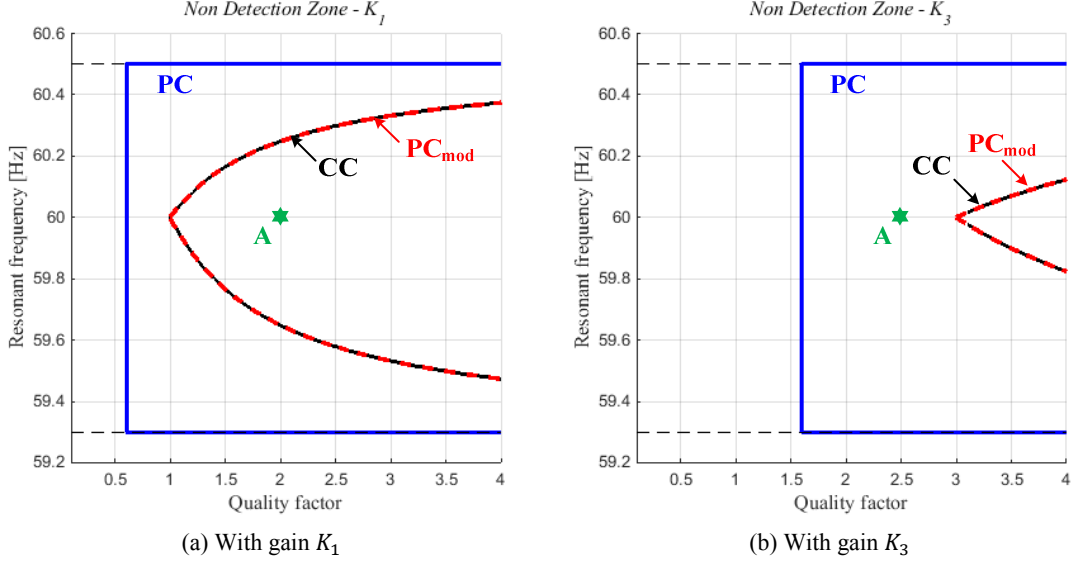 Non Detection Zone - K1
60.6
60.4
60.2
60
59.8
59.6
59.4
59.2
Resonant frequency [Hz]
PC
CC
PCmod
A
0.5 1 1.5 2 2.5 3 3.5 4
Quality factor
(a) With gain K1
Non Detection Zone - K3
60.6
60.4
60.2
60
59.8
59.6
59.4
59.2
Resonant frequency [Hz]
PC
PCmod
CC
A
0.5 1 1.5 2 2.5 3 3.5 4
Quality factor
(b) With gain K3